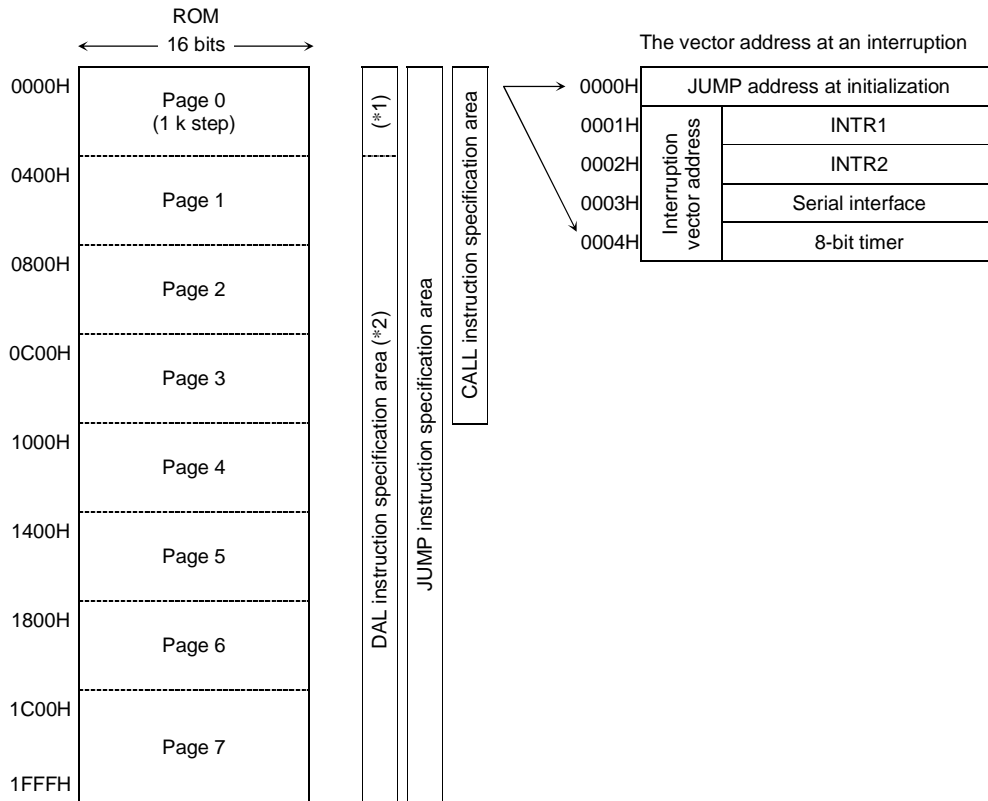 ROM
16 bits
0000H
Page 0
(1 k step)
0400H
Page 1
0800H
Page 2
0C00H
Page 3
1000H
Page 4
1400H
Page 5
1800H
Page 6
1C00H
Page 7
1FFFH
(*1)
DAL instruction specification area (*2)
JUMP instruction specification area
CALL instruction specification area
The vector address at an interruption
0000H
JUMP address at initialization
Interruption
vector address
0001H
INTR1
0002H
INTR2
0003H
Serial interface
0004H
8-bit timer